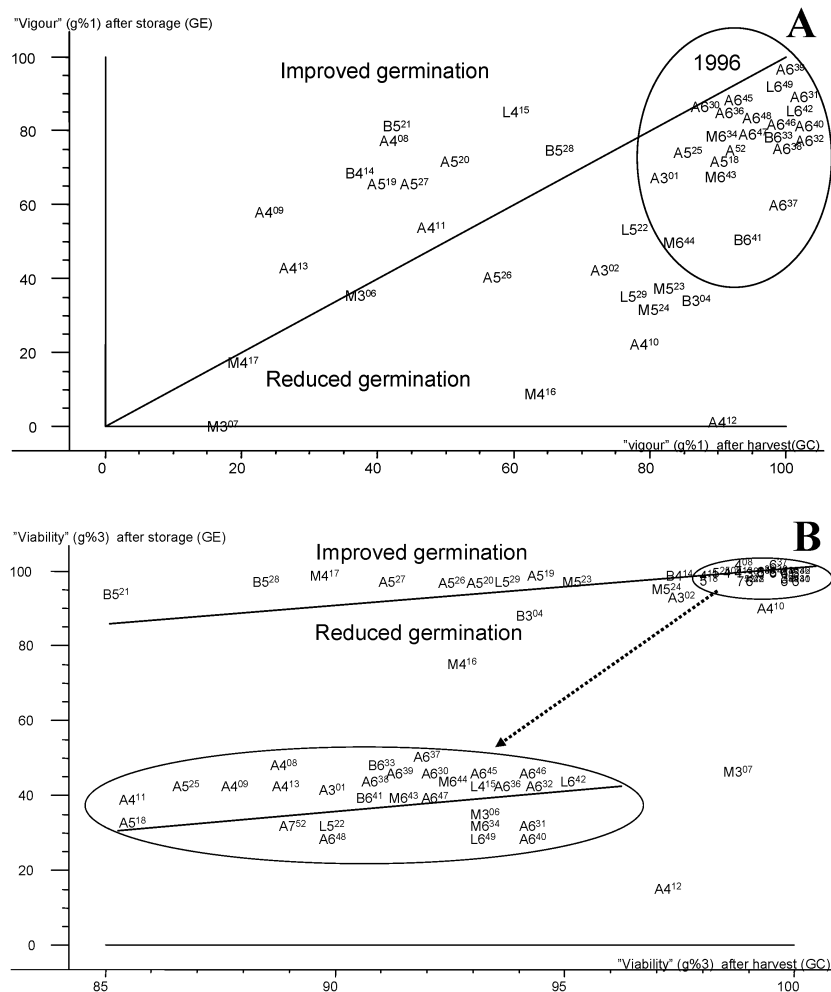 "Vigour" (g%1) after storage (GE)
A
100
80
60
40
20
0
Improved germination
1996
Reduced germination
A639
L649
A631
A645
A630
A636
L642
A648
A646
A640
M634
A647
B633
A632
A638
A525
A52
A518
A301
M643
A637
L522
M644
B641
L415
B521
A408
B528
A520
B414
A519
A527
A409
A411
A413
A526
A302
M306
L529
M523
B304
M524
A410
M417
M416
M307
A412
"vigour" (g%1) after harvest(GC)
0
20
40
60
80
100
"Viability" (g%3) after storage (GE)
B
100
80
60
40
20
0
Improved germination
Reduced germination
B521
B528
M417
A527
A526
A520
L529
A519
M523
B414
M524
A302
A410
B304
M416
M307
A412
A637
A408
B633
A639
A630
A645
A646
A525
A409
A413
A301
A638
M644
L415
A636
A632
L642
A411
B641
M643
A647
A518
M306
A752
L522
M634
A631
A648
L649
A640
"Viability" (g%3) after harvest (GC)
85
90
95
100